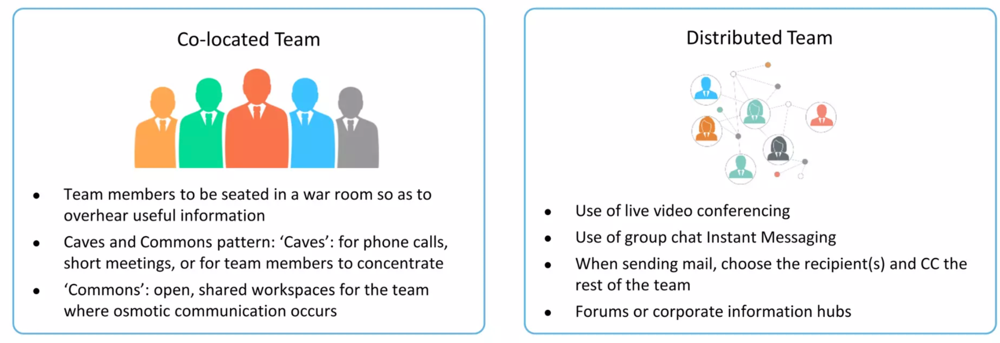 Co-located Team
● Team members to be seated in a war room so as to
overhear useful information
● Caves and Commons pattern: ‘Caves’: for phone calls,
short meetings, or for team members to concentrate
● ‘Commons’: open, shared workspaces for the team
where osmotic communication occurs
Distributed Team
● Use of live video conferencing
● Use of group chat Instant Messaging
● When sending mail, choose the recipient(s) and CC the
rest of the team
● Forums or corporate information hubs